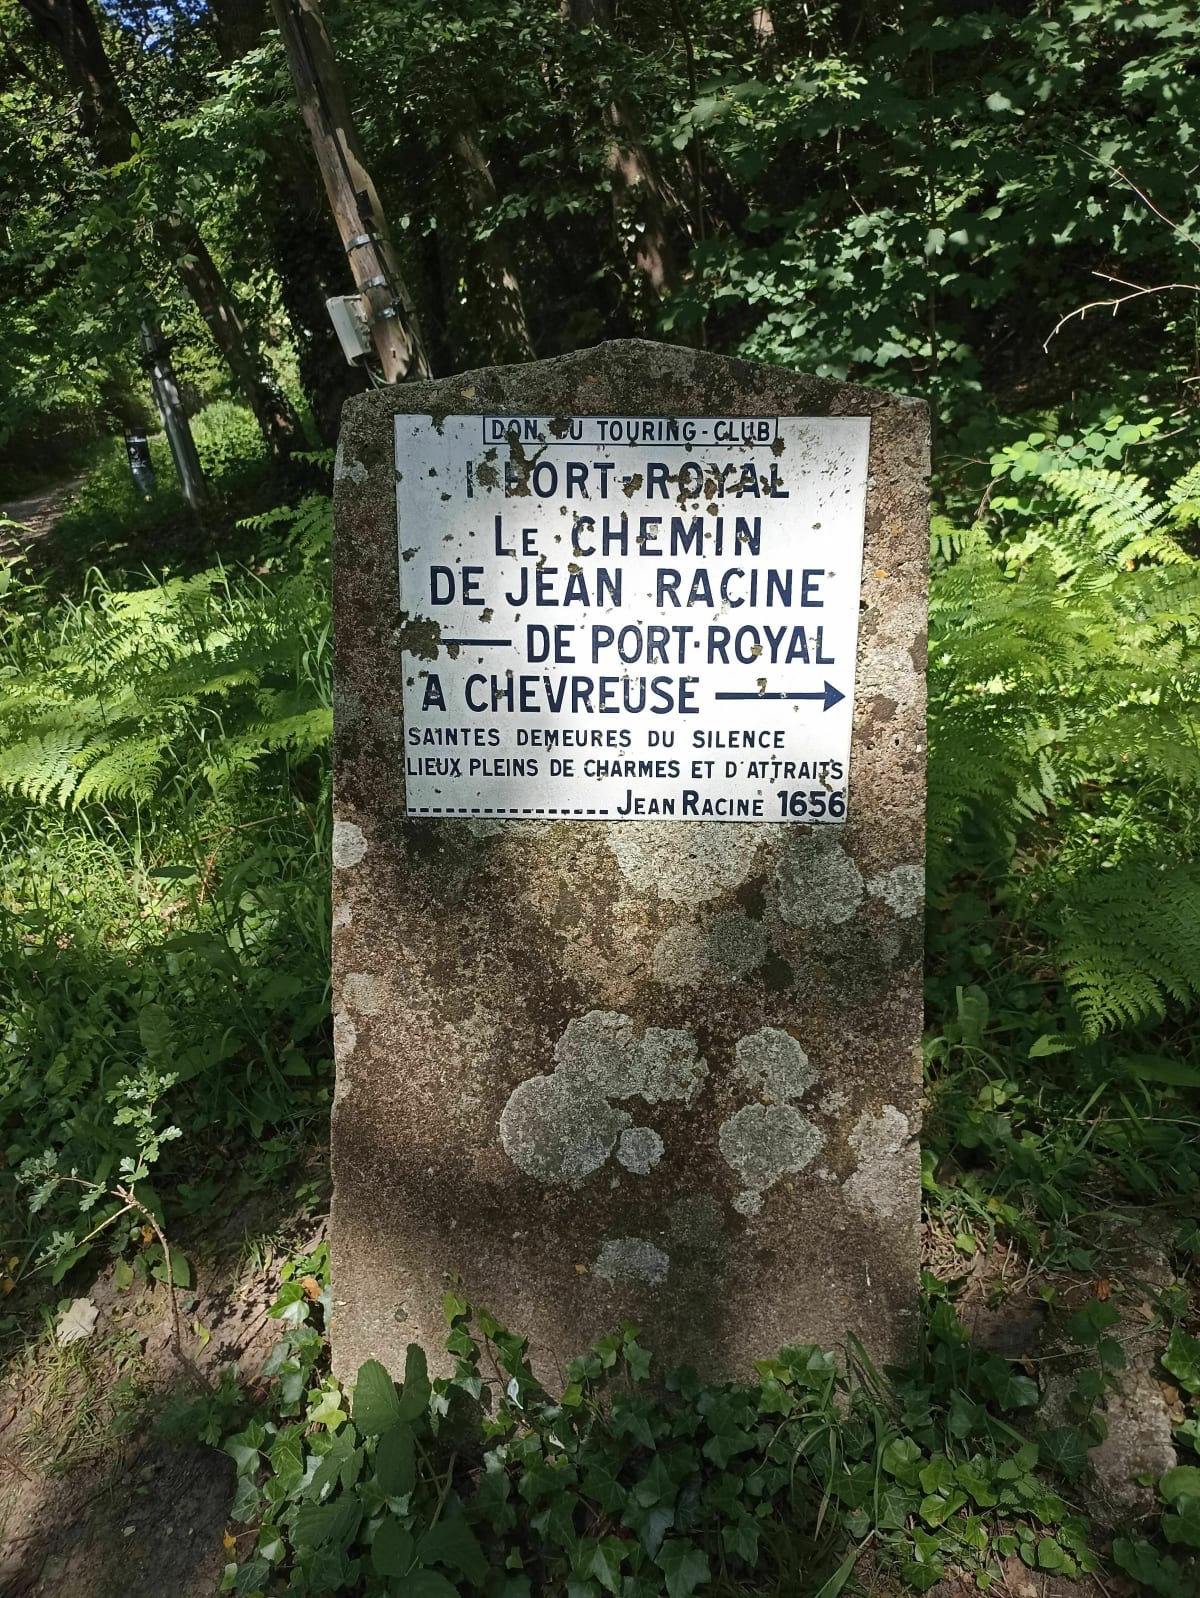 DON DU TOURING-CLUB
PORT-ROYAL
LE CHEMIN
DE JEAN RACINE
DE PORT-ROYAL
A CHEVREUSE
SAINTES DEMEURES DU SILENCE
LIEUX PLEINS DE CHARMES ET D'ATTRAITS
JEAN RACINE 1656